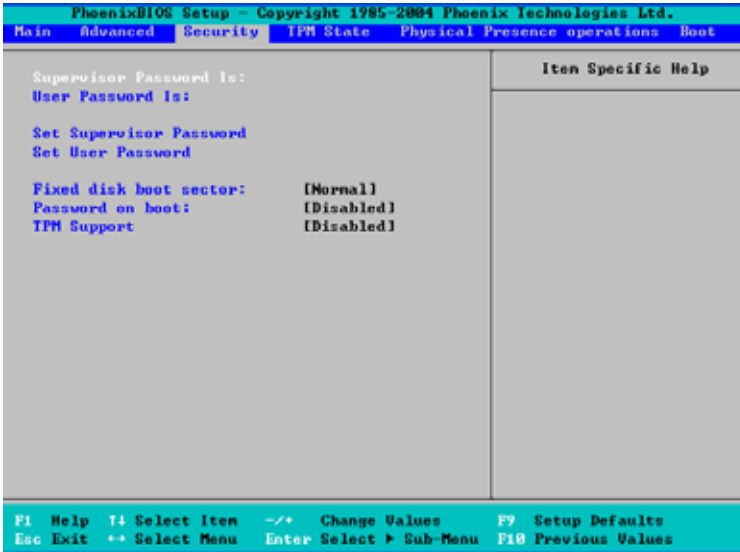 PhoenixBIOS Setup - Copyright 1985-2004 Phoenix Technologies Ltd.
Main Advanced Security TPM State Physical Presence operations Boot
Item Specific Help
Supervisor Password Is:
User Password Is:
Set Supervisor Password
Set User Password
Fixed disk boot sector: [Normal]
Password on boot: [Disabled]
TPM Support [Disabled]
F1 Help ↑↓ Select Item -/+ Change Values F9 Setup Defaults
Esc Exit ↔ Select Menu Enter Select ▶ Sub-Menu F10 Previous Values